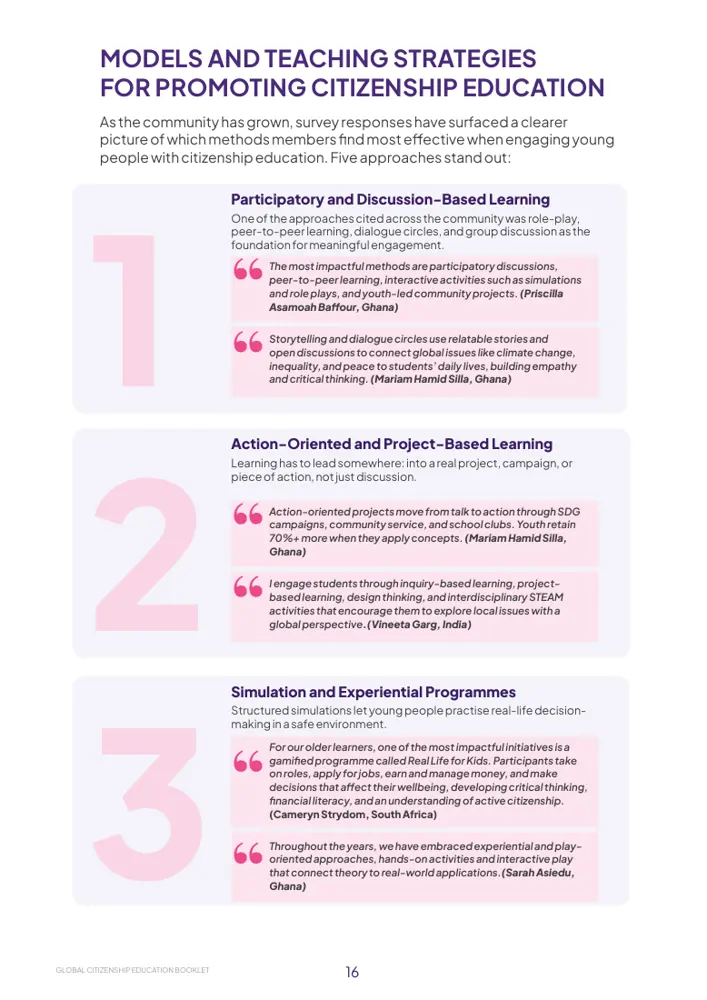 MODELS AND TEACHING STRATEGIES
FOR PROMOTING CITIZENSHIP EDUCATION
As the community has grown, survey responses have surfaced a clearer
picture of which methods members find most effective when engaging young
people with citizenship education. Five approaches stand out:
1
Participatory and Discussion-Based Learning
One of the approaches cited across the community was role-play,
peer-to-peer learning, dialogue circles, and group discussion as the
foundation for meaningful engagement.
“
The most impactful methods are participatory discussions,
peer-to-peer learning, interactive activities such as simulations
and role plays, and youth-led community projects. (Priscilla
Asamoah Baffour, Ghana)
“
Storytelling and dialogue circles use relatable stories and
open discussions to connect global issues like climate change,
inequality, and peace to students’ daily lives, building empathy
and critical thinking. (Mariam Hamid Silla, Ghana)
2
Action-Oriented and Project-Based Learning
Learning has to lead somewhere: into a real project, campaign, or
piece of action, not just discussion.
“
Action-oriented projects move from talk to action through SDG
campaigns, community service, and school clubs. Youth retain
70%+ more when they apply concepts. (Mariam Hamid Silla,
Ghana)
“
I engage students through inquiry-based learning, project-
based learning, design thinking, and interdisciplinary STEAM
activities that encourage them to explore local issues with a
global perspective.(Vineeta Garg, India)
3
Simulation and Experiential Programmes
Structured simulations let young people practise real-life decision-
making in a safe environment.
“
For our older learners, one of the most impactful initiatives is a
gamified programme called Real Life for Kids. Participants take
on roles, apply for jobs, earn and manage money, and make
decisions that affect their wellbeing, developing critical thinking,
financial literacy, and an understanding of active citizenship.
(Cameryn Strydom, South Africa)
“
Throughout the years, we have embraced experiential and play-
oriented approaches, hands-on activities and interactive play
that connect theory to real-world applications.(Sarah Asiedu,
Ghana)
GLOBAL CITIZENSHIP EDUCATION BOOKLET
16